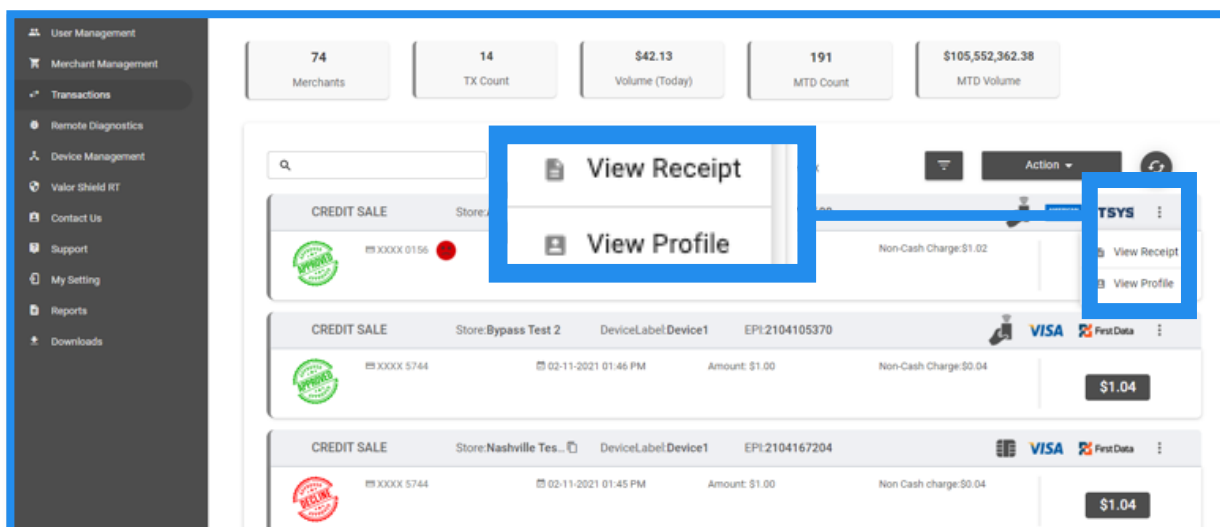 User Management
Merchant Management
Transactions
Remote Diagnostics
Device Management
Valor Shield RT
Contact Us
Support
My Setting
Reports
Downloads
74
Merchants
14
TX Count
$42.13
Volume (Today)
191
MTD Count
$105,552,362.38
MTD Volume
Action
View Receipt
View Profile
CREDIT SALE Store: TSYS
APPROVED XXXX 0156 Non-Cash Charge:$1.02
View Receipt
View Profile
CREDIT SALE Store:Bypass Test 2 DeviceLabel:Device1 EPI:2104105370 VISA First Data
APPROVED XXXX 5744 02-11-2021 01:46 PM Amount: $1.00 Non-Cash Charge:$0.04
$1.04
CREDIT SALE Store:Nashville Tes... DeviceLabel:Device1 EPI:2104167204 VISA First Data
DECLINE XXXX 5744 02-11-2021 01:45 PM Amount: $1.00 Non Cash charge:$0.04
$1.04